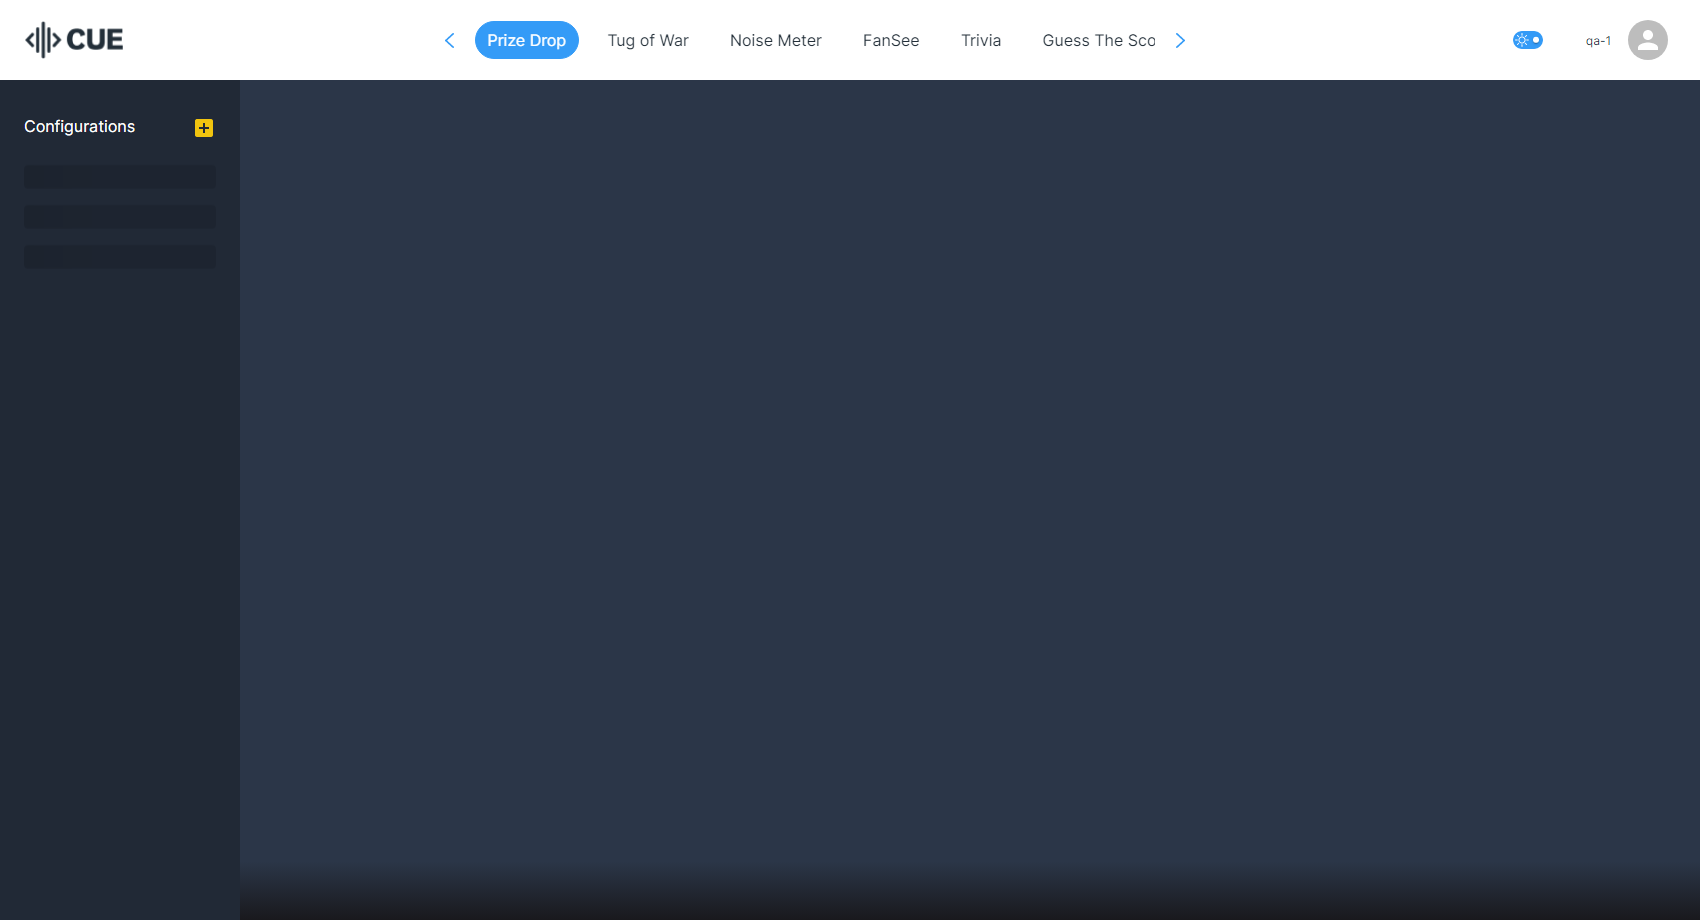 CUE
Prize Drop
Tug of War
Noise Meter
FanSee
Trivia
Guess The Sco
qa-1
Configurations